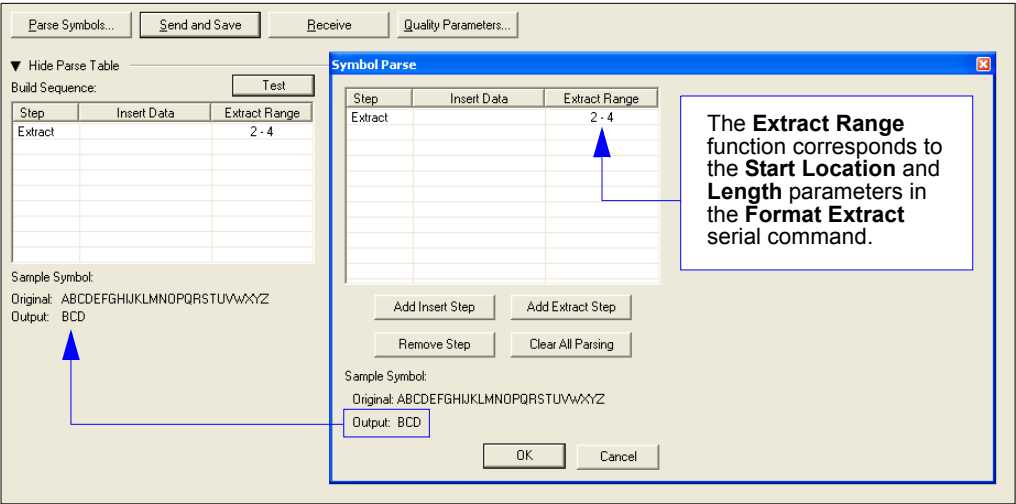 Parse Symbols... Send and Save Receive Quality Parameters...
▼ Hide Parse Table
Build Sequence: Test
Step Insert Data Extract Range
Extract 2 - 4
Sample Symbol:
Original: ABCDEFGHIJKLMNOPQRSTUVWXYZ
Output: BCD
Symbol Parse
Step Insert Data Extract Range
Extract 2 - 4
Add Insert Step Add Extract Step
Remove Step Clear All Parsing
Sample Symbol:
Original: ABCDEFGHIJKLMNOPQRSTUVWXYZ
Output: BCD
OK Cancel
The Extract Range
function corresponds to
the Start Location and
Length parameters in
the Format Extract
serial command.